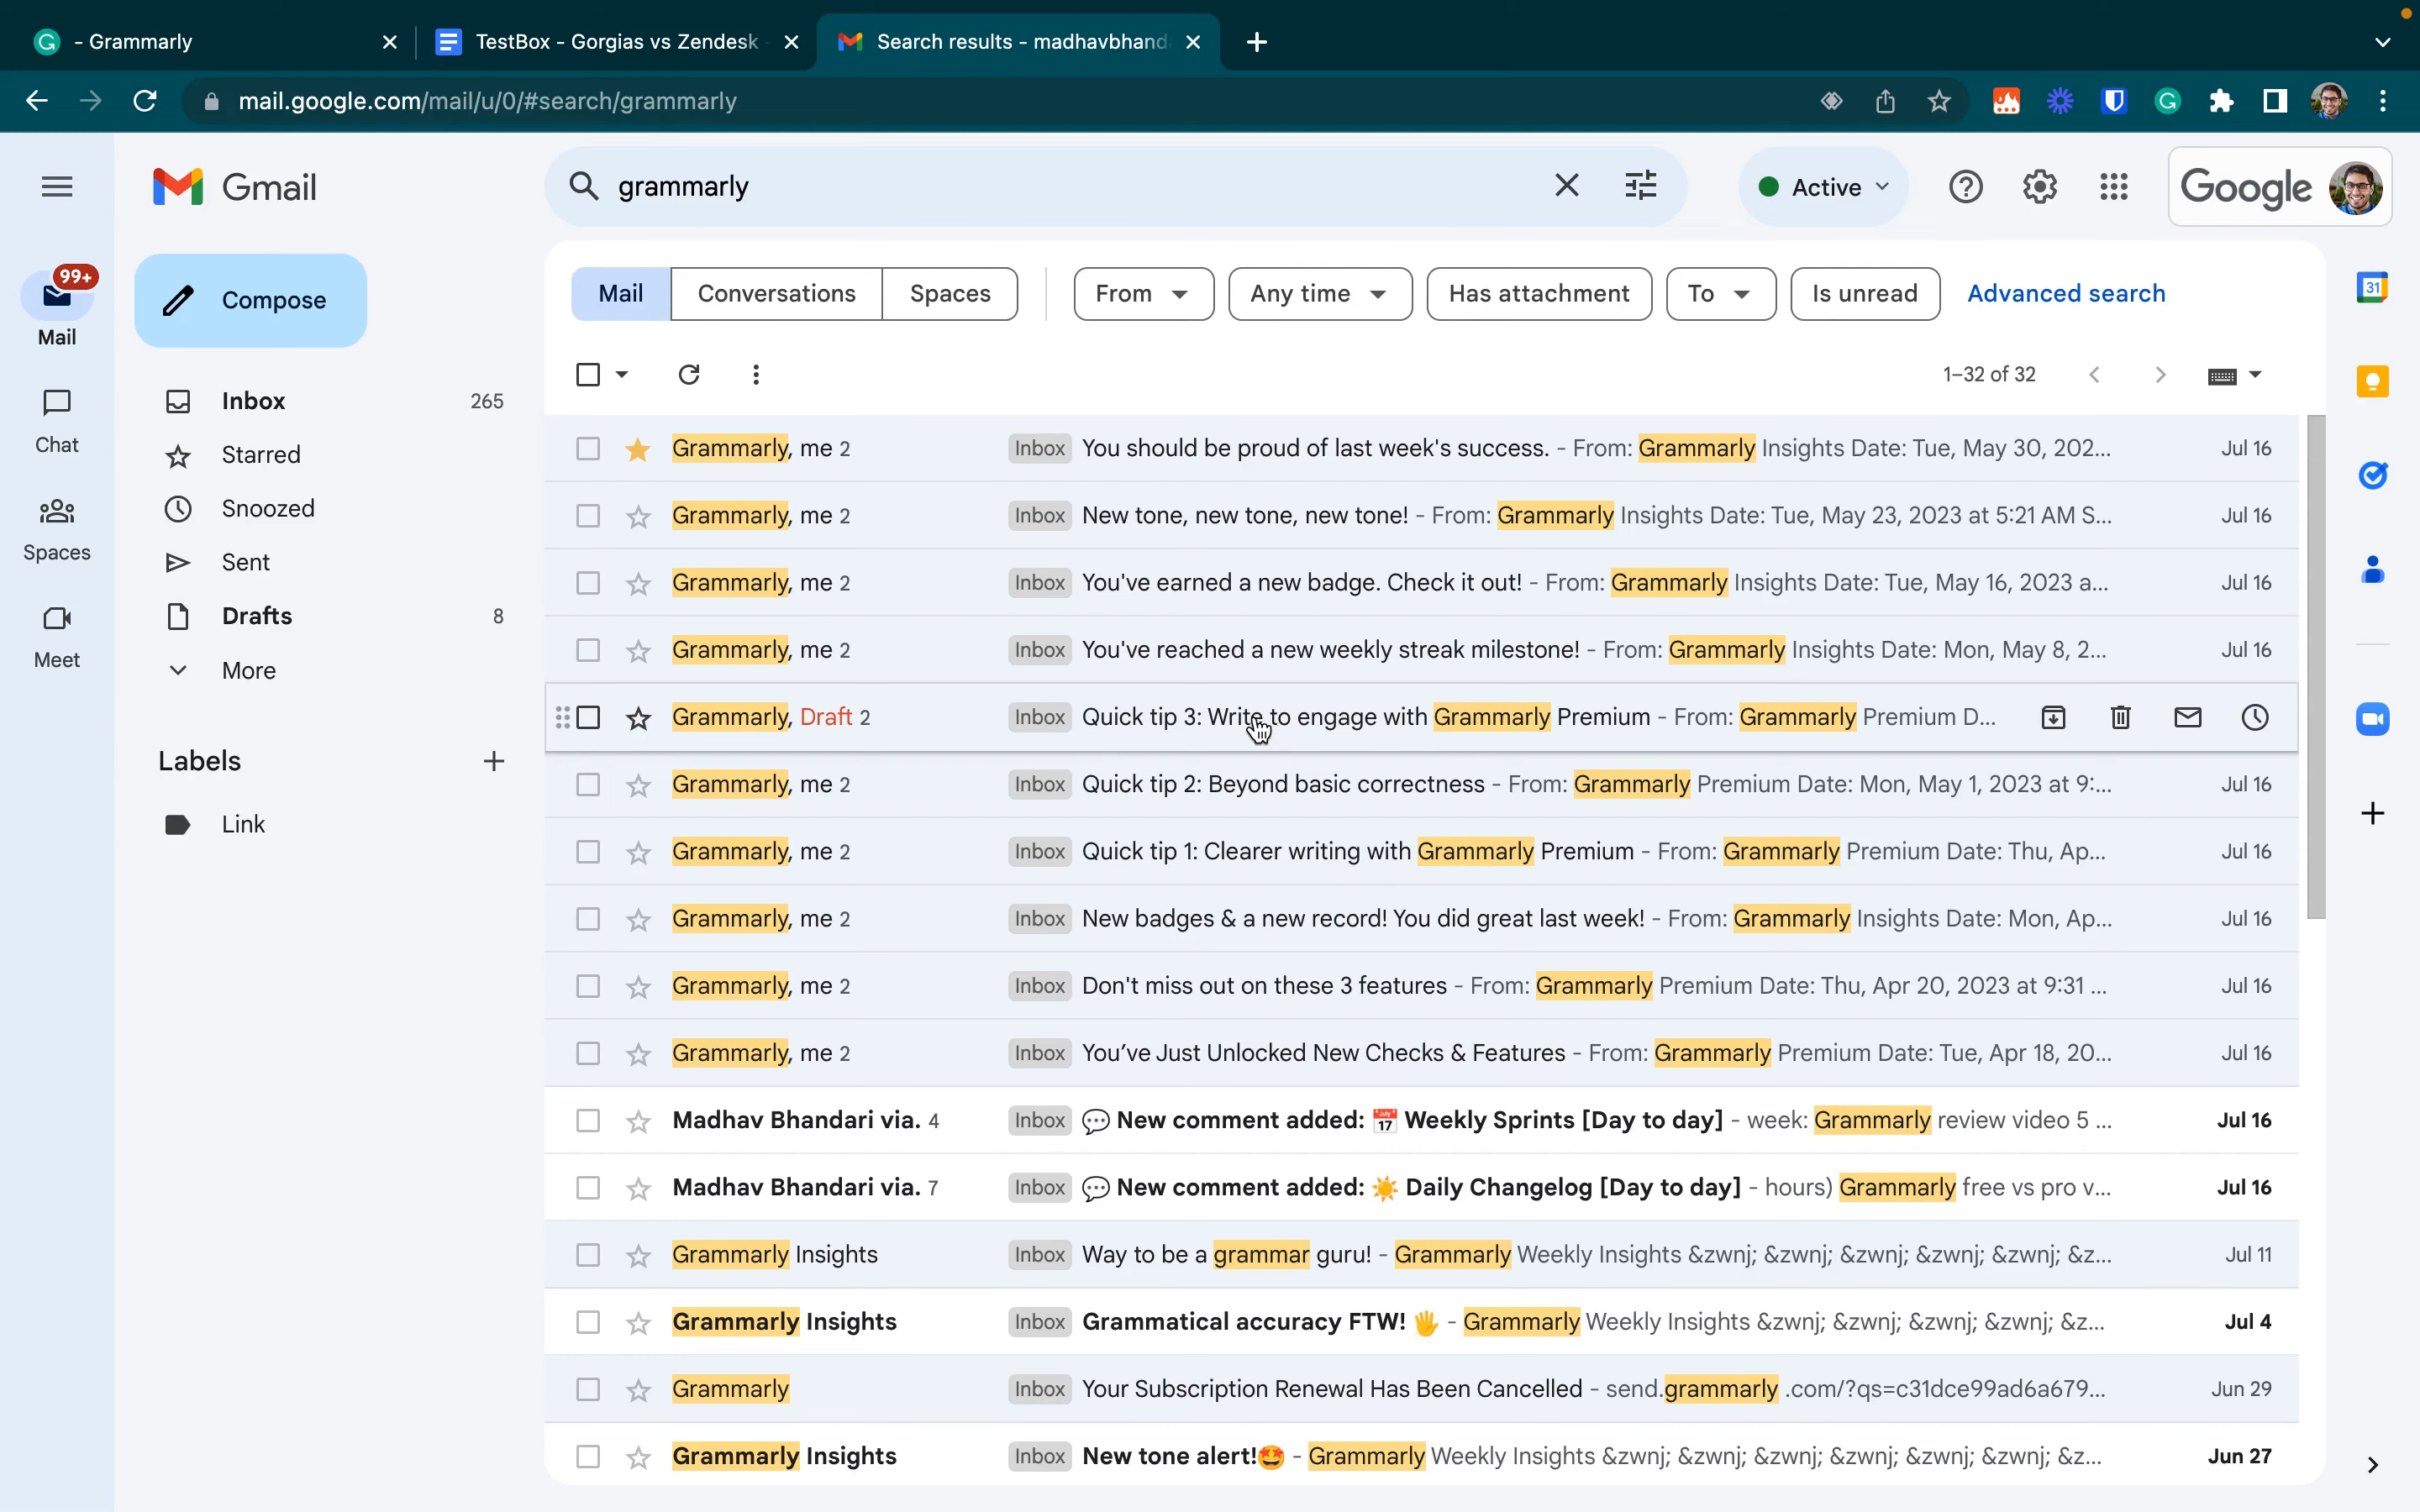 - Grammarly
TestBox - Gorgias vs Zendesk
Search results - madhavbhand
mail.google.com/mail/u/0/#search/grammarly
Gmail
grammarly
Active
Google
99+
Mail
Chat
Spaces
Meet
Compose
Inbox 265
Starred
Snoozed
Sent
Drafts 8
More
Labels
Link
Mail Conversations Spaces From Any time Has attachment To Is unread Advanced search
1–32 of 32
Grammarly, me 2 Inbox You should be proud of last week's success. - From: Grammarly Insights Date: Tue, May 30, 202... Jul 16
Grammarly, me 2 Inbox New tone, new tone, new tone! - From: Grammarly Insights Date: Tue, May 23, 2023 at 5:21 AM S... Jul 16
Grammarly, me 2 Inbox You've earned a new badge. Check it out! - From: Grammarly Insights Date: Tue, May 16, 2023 a... Jul 16
Grammarly, me 2 Inbox You've reached a new weekly streak milestone! - From: Grammarly Insights Date: Mon, May 8, 2... Jul 16
Grammarly, Draft 2 Inbox Quick tip 3: Write to engage with Grammarly Premium - From: Grammarly Premium D...
Grammarly, me 2 Inbox Quick tip 2: Beyond basic correctness - From: Grammarly Premium Date: Mon, May 1, 2023 at 9:... Jul 16
Grammarly, me 2 Inbox Quick tip 1: Clearer writing with Grammarly Premium - From: Grammarly Premium Date: Thu, Ap... Jul 16
Grammarly, me 2 Inbox New badges & a new record! You did great last week! - From: Grammarly Insights Date: Mon, Ap... Jul 16
Grammarly, me 2 Inbox Don't miss out on these 3 features - From: Grammarly Premium Date: Thu, Apr 20, 2023 at 9:31 ... Jul 16
Grammarly, me 2 Inbox You’ve Just Unlocked New Checks & Features - From: Grammarly Premium Date: Tue, Apr 18, 20... Jul 16
Madhav Bhandari via. 4 Inbox 💬 New comment added: 📅 Weekly Sprints [Day to day] - week: Grammarly review video 5 ... Jul 16
Madhav Bhandari via. 7 Inbox 💬 New comment added: ☀️ Daily Changelog [Day to day] - hours) Grammarly free vs pro v... Jul 16
Grammarly Insights Inbox Way to be a grammar guru! - Grammarly Weekly Insights &zwnj; &zwnj; &zwnj; &zwnj; &zwnj; &z... Jul 11
Grammarly Insights Inbox Grammatical accuracy FTW! 🖐 - Grammarly Weekly Insights &zwnj; &zwnj; &zwnj; &zwnj; &z... Jul 4
Grammarly Inbox Your Subscription Renewal Has Been Cancelled - send.grammarly .com/?qs=c31dce99ad6a679... Jun 29
Grammarly Insights Inbox New tone alert!🤩 - Grammarly Weekly Insights &zwnj; &zwnj; &zwnj; &zwnj; &zwnj; &z... Jun 27
31